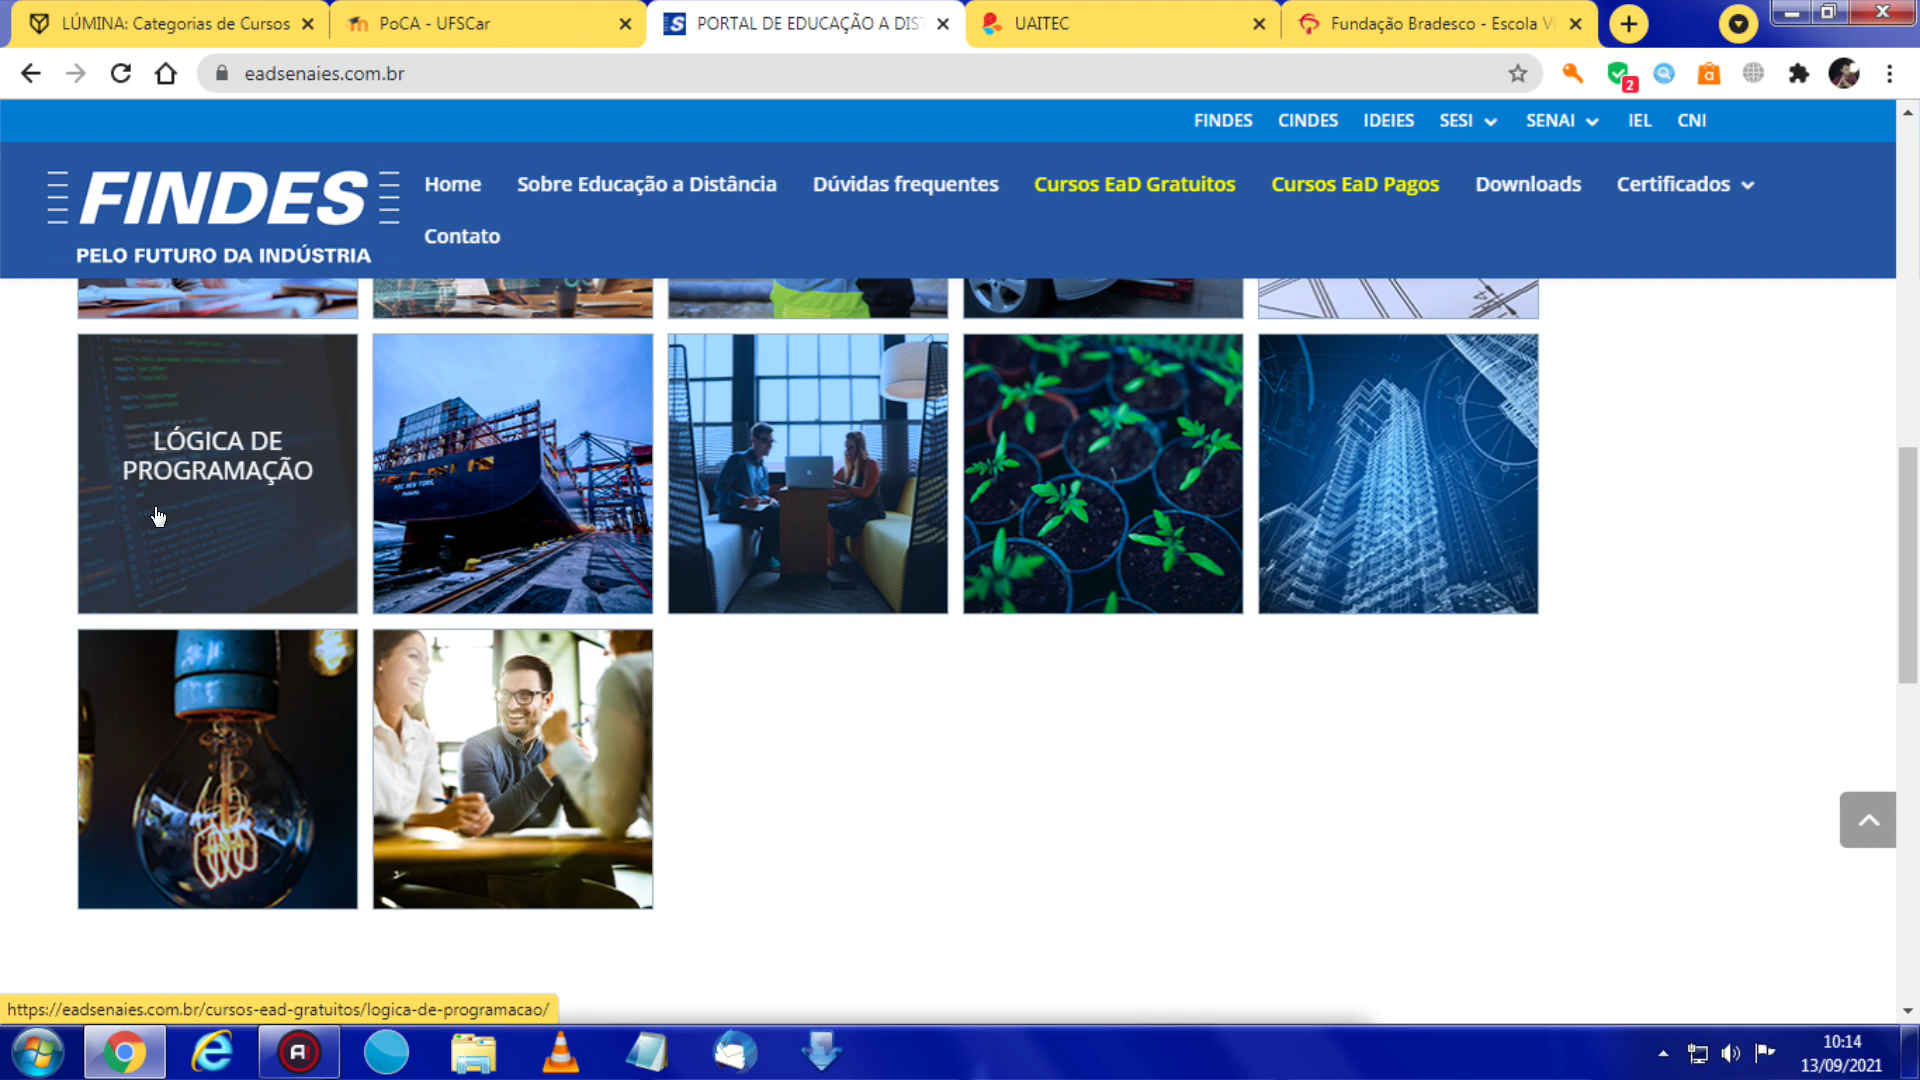 LÚMINA: Categorias de Cursos
PoCA - UFSCar
PORTAL DE EDUCAÇÃO A DIS
UAITEC
Fundação Bradesco - Escola Vi
eadsenaies.com.br
2
FINDES CINDES IDEIES SESI SENAI IEL CNI
FINDES
PELO FUTURO DA INDÚSTRIA
Home Sobre Educação a Distância Dúvidas frequentes Cursos EaD Gratuitos Cursos EaD Pagos Downloads Certificados
Contato
LÓGICA DE
PROGRAMAÇÃO
https://eadsenaies.com.br/cursos-ead-gratuitos/logica-de-programacao/
10:14
13/09/2021